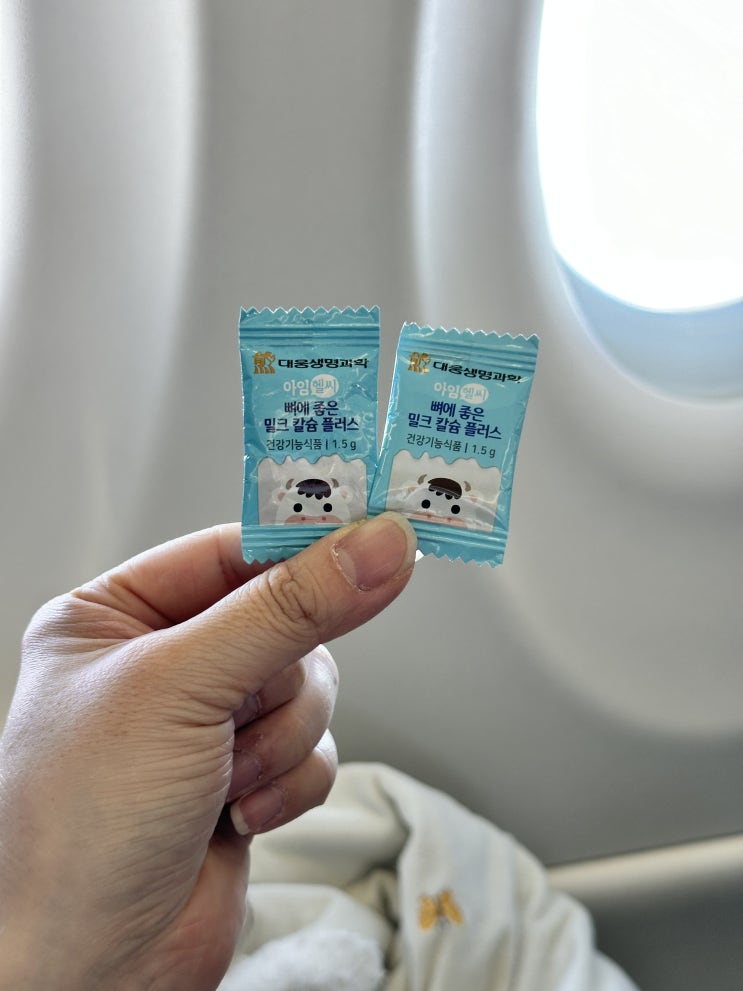 대웅생명과학
아임헬씨
뼈에 좋은
밀크 칼슘 플러스
건강기능식품 | 1.5 g
대웅생명과학
아임헬씨
뼈에 좋은
밀크 칼슘 플러스
건강기능식품 | 1.5 g